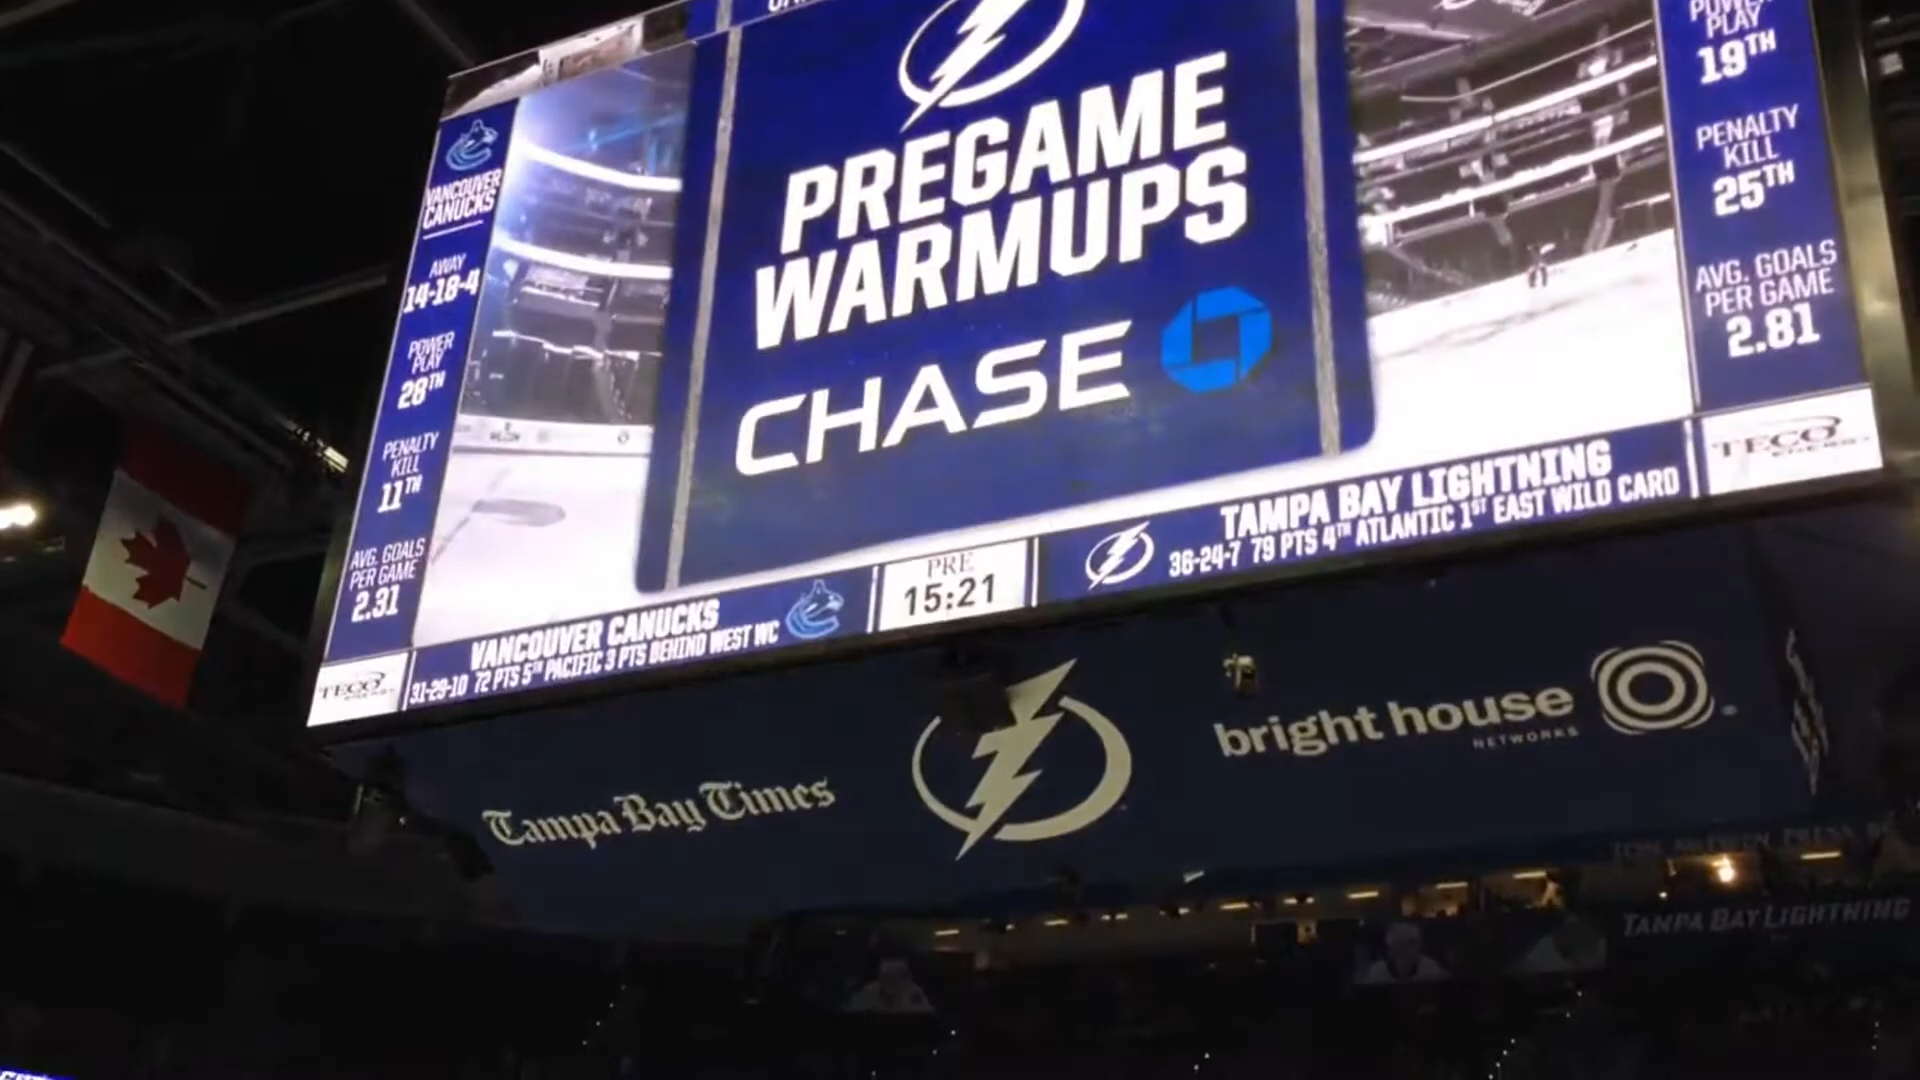 PREGAME
WARMUPS
CHASE
VANCOUVER
CANUCKS
AWAY
14-18-4
POWER
PLAY
28TH
PENALTY
KILL
11TH
AVG. GOALS
PER GAME
2.31
POWER
PLAY
19TH
PENALTY
KILL
25TH
AVG. GOALS
PER GAME
2.81
TECO
ENERGY
VANCOUVER CANUCKS
31-29-10 72 PTS 5TH PACIFIC 3 PTS BEHIND WEST WC
PRE
15:21
TAMPA BAY LIGHTNING
36-24-7 79 PTS 4TH ATLANTIC 1ST EAST WILD CARD
TECO
ENERGY
Tampa Bay Times
bright house
NETWORKS
TAMPA BAY LIGHTNING